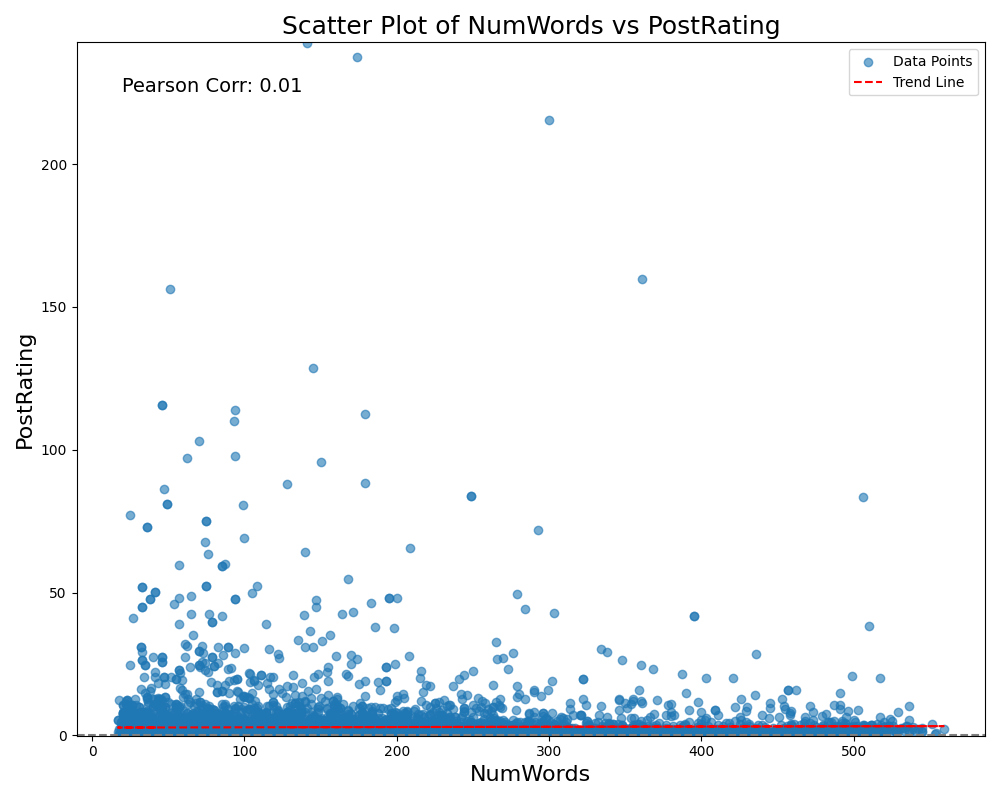 Scatter Plot of NumWords vs PostRating
Pearson Corr: 0.01
Data Points
Trend Line
PostRating
200
150
100
50
0
0 100 200 300 400 500
NumWords